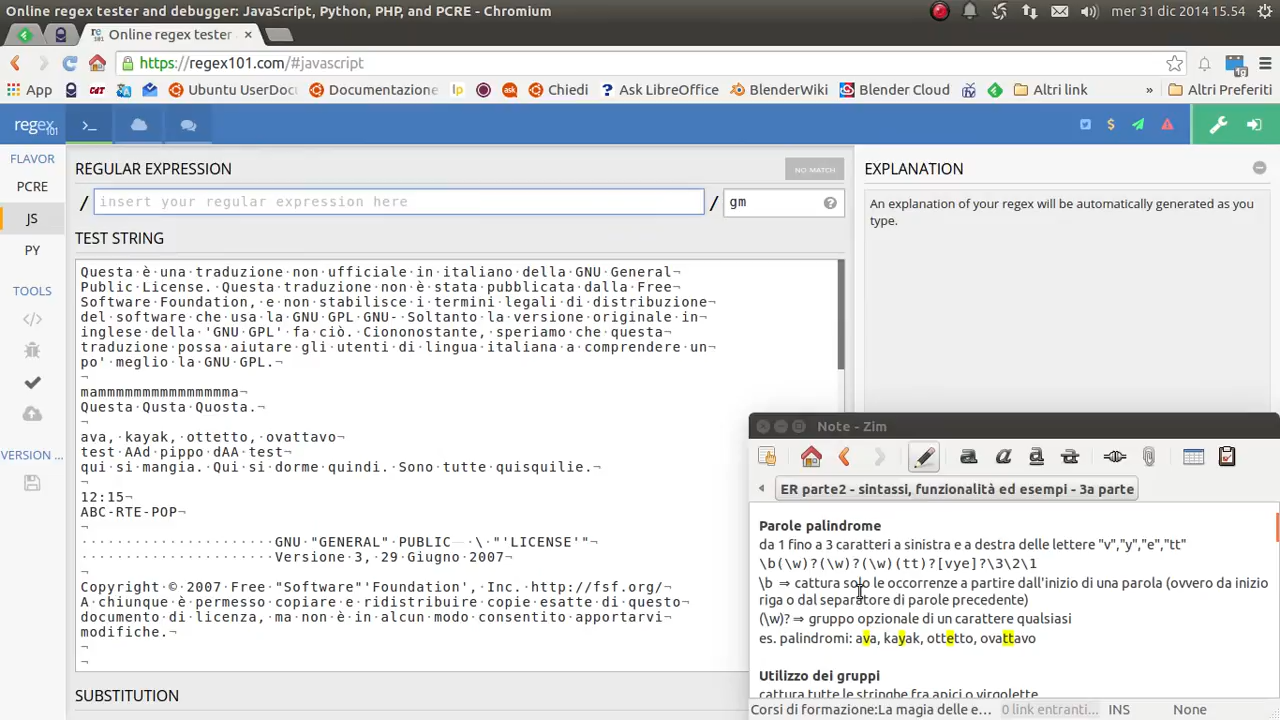 Online regex tester and debugger: JavaScript, Python, PHP, and PCRE - Chromium
mer 31 dic 2014 15.54
Online regex tester
https://regex101.com/#javascript
App
Ubuntu UserDocu
Documentazione
Chiedi
Ask LibreOffice
BlenderWiki
Blender Cloud
Altri link
»
Altri Preferiti
regex101
FLAVOR
PCRE
JS
PY
TOOLS
VERSION ...
REGULAR EXPRESSION
NO MATCH
/ insert your regular expression here / gm
TEST STRING
Questa·è·una·traduzione·non·ufficiale·in·italiano·della·GNU·General¬
Public·License.·Questa·traduzione·non·è·stata·pubblicata·dalla·Free¬
Software·Foundation,·e·non·stabilisce·i·termini·legali·di·distribuzione¬
del·software·che·usa·la·GNU·GPL·GNU-·Soltanto·la·versione·originale·in¬
inglese·della·'GNU·GPL'·fa·ciò.·Ciononostante,·speriamo·che·questa¬
traduzione·possa·aiutare·gli·utenti·di·lingua·italiana·a·comprendere·un¬
po'·meglio·la·GNU·GPL.¬
¬
mammmmmmmmmmmmmmma¬
Questa·Qusta·Quosta.¬
¬
ava,·kayak,·ottetto,·ovattavo¬
test·AAd·pippo·dAA·test¬
qui·si·mangia.·Qui·si·dorme·quindi.·Sono·tutte·quisquilie.¬
¬
12:15¬
ABC-RTE-POP¬
¬
GNU·"GENERAL"·PUBLIC·\·"'LICENSE'"¬
Versione·3,·29·Giugno·2007¬
¬
Copyright·©·2007·Free·"Software"'Foundation',·Inc.·http://fsf.org/¬
A·chiunque·è·permesso·copiare·e·ridistribuire·copie·esatte·di·questo¬
documento·di·licenza,·ma·non·è·in·alcun·modo·consentito·apportarvi¬
modifiche.¬
¬
¬
SUBSTITUTION
EXPLANATION
An explanation of your regex will be automatically generated as you
type.
Note - Zim
ER parte2 - sintassi, funzionalità ed esempi - 3a parte
Parole palindrome
da 1 fino a 3 caratteri a sinistra e a destra delle lettere "v","y","e","tt"
\b(\w)?(\w)?(\w)(tt)?[vye]?\3\2\1
\b ⇒ cattura solo le occorrenze a partire dall'inizio di una parola (ovvero da inizio
riga o dal separatore di parole precedente)
(\w)? ⇒ gruppo opzionale di un carattere qualsiasi
es. palindromi: ava, kayak, ottetto, ovattavo
Utilizzo dei gruppi
cattura tutte le stringhe fra apici o virgolette
Corsi di formazione:La magia delle e...
0 link entranti...
INS
None